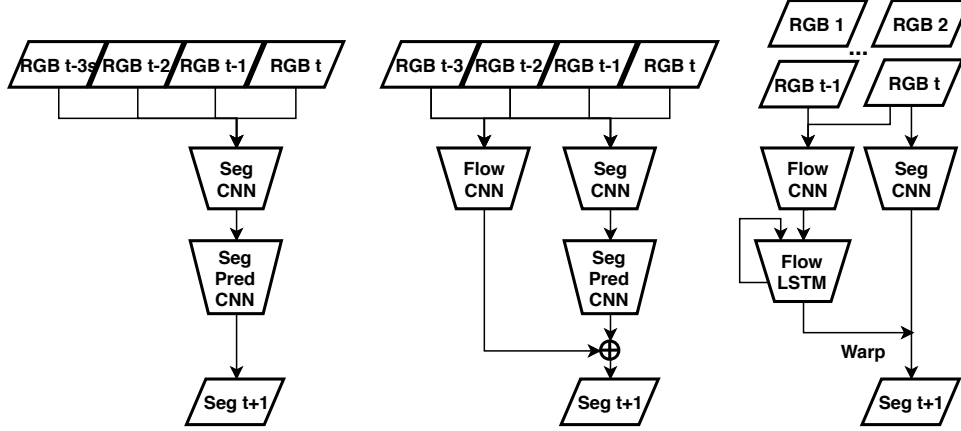 RGB t-3s RGB t-2 RGB t-1 RGB t
Seg
CNN
Seg
Pred
CNN
Seg t+1
RGB t-3 RGB t-2 RGB t-1 RGB t
Flow
CNN
Seg
CNN
Seg
Pred
CNN
Seg t+1
RGB 1 RGB 2
...
RGB t-1 RGB t
Flow
CNN
Seg
CNN
Flow
LSTM
Warp
Seg t+1